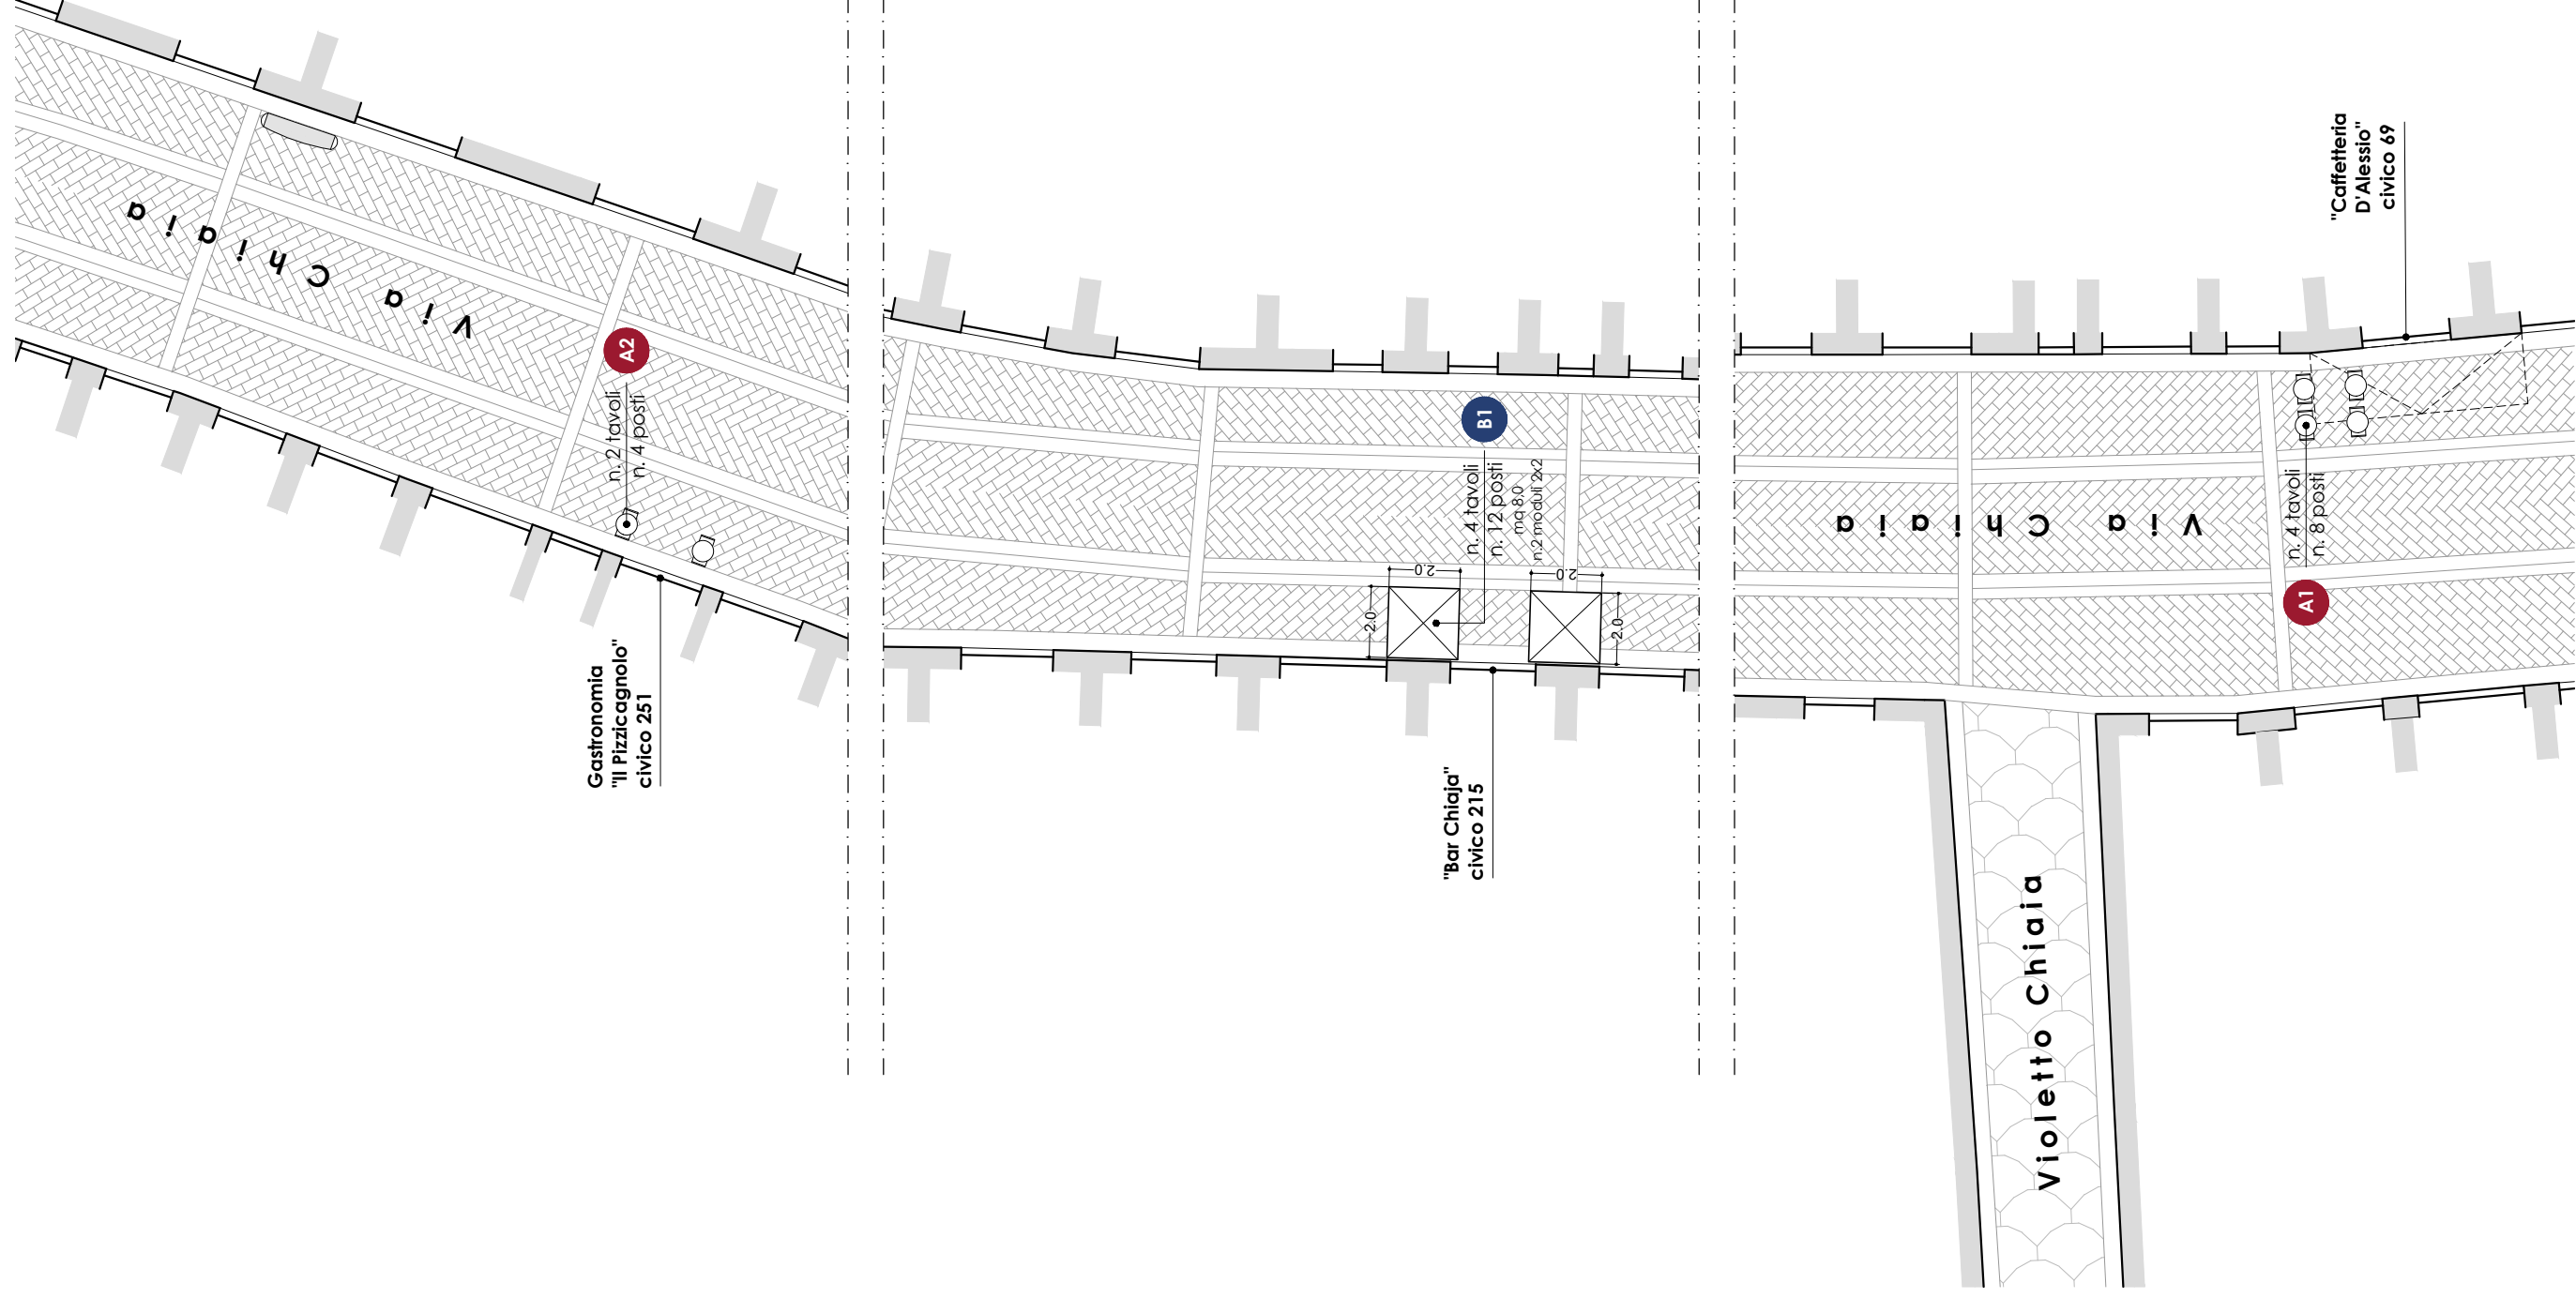 Via Chiaia
A2
n. 2 tavoli
n. 4 posti
Gastronomia
"Il Pizzicagnolo"
civico 251
B1
n. 4 tavoli
n. 12 posti
mq 8.0
n.2 moduli 2x2
2.0
2.0
2.0
2.0
"Bar Chiaja"
civico 215
Via Chiaia
"Caffetteria
D'Alessio"
civico 69
n. 4 tavoli
n. 8 posti
A1
Violetto Chiaia